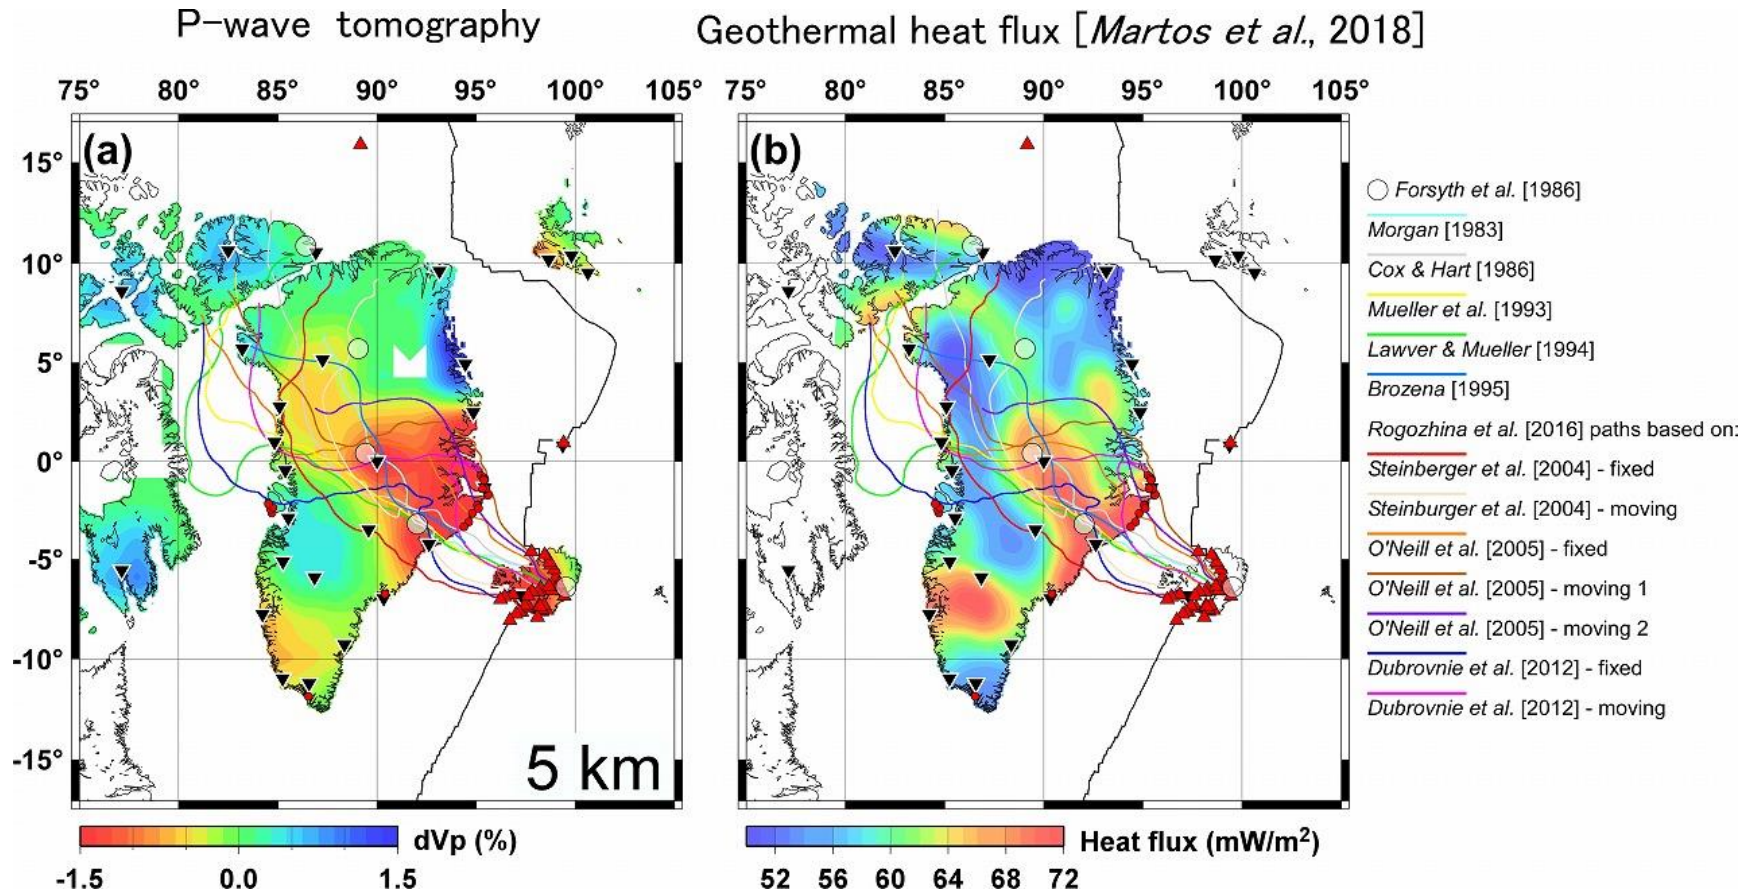 P-wave tomography
Geothermal heat flux [Martos et al., 2018]
75° 80° 85° 90° 95° 100° 105°
75° 80° 85° 90° 95° 100° 105°
(a)
(b)
15°
10°
5°
0°
-5°
-10°
-15°
5 km
Forsyth et al. [1986]
Morgan [1983]
Cox & Hart [1986]
Mueller et al. [1993]
Lawver & Mueller [1994]
Brozena [1995]
Rogozhina et al. [2016] paths based on:
Steinberger et al. [2004] - fixed
Steinburger et al. [2004] - moving
O'Neill et al. [2005] - fixed
O'Neill et al. [2005] - moving 1
O'Neill et al. [2005] - moving 2
Dubrovnie et al. [2012] - fixed
Dubrovnie et al. [2012] - moving
dVp (%)
-1.5 0.0 1.5
Heat flux (mW/m²)
52 56 60 64 68 72